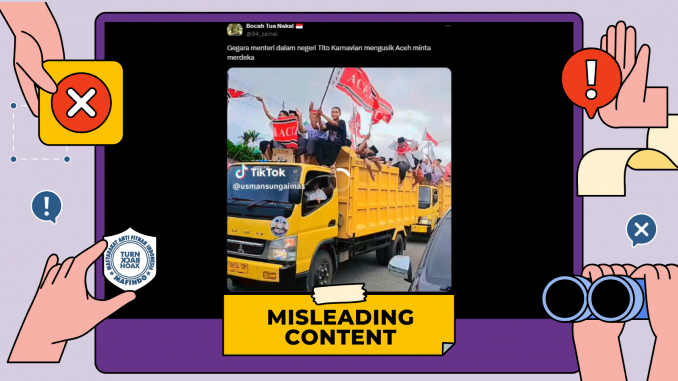 Bocah Tua Nakal
@04_zainal
Gegara menteri dalam negeri Tito Karnavian mengusik Aceh minta
merdeka
ACEH
TikTok
@usmansungaimas
MASYARAKAT ANTI FITNAH INDONESIA
TURN
BACK
HOAX
MAFINDO
MISLEADING
CONTENT